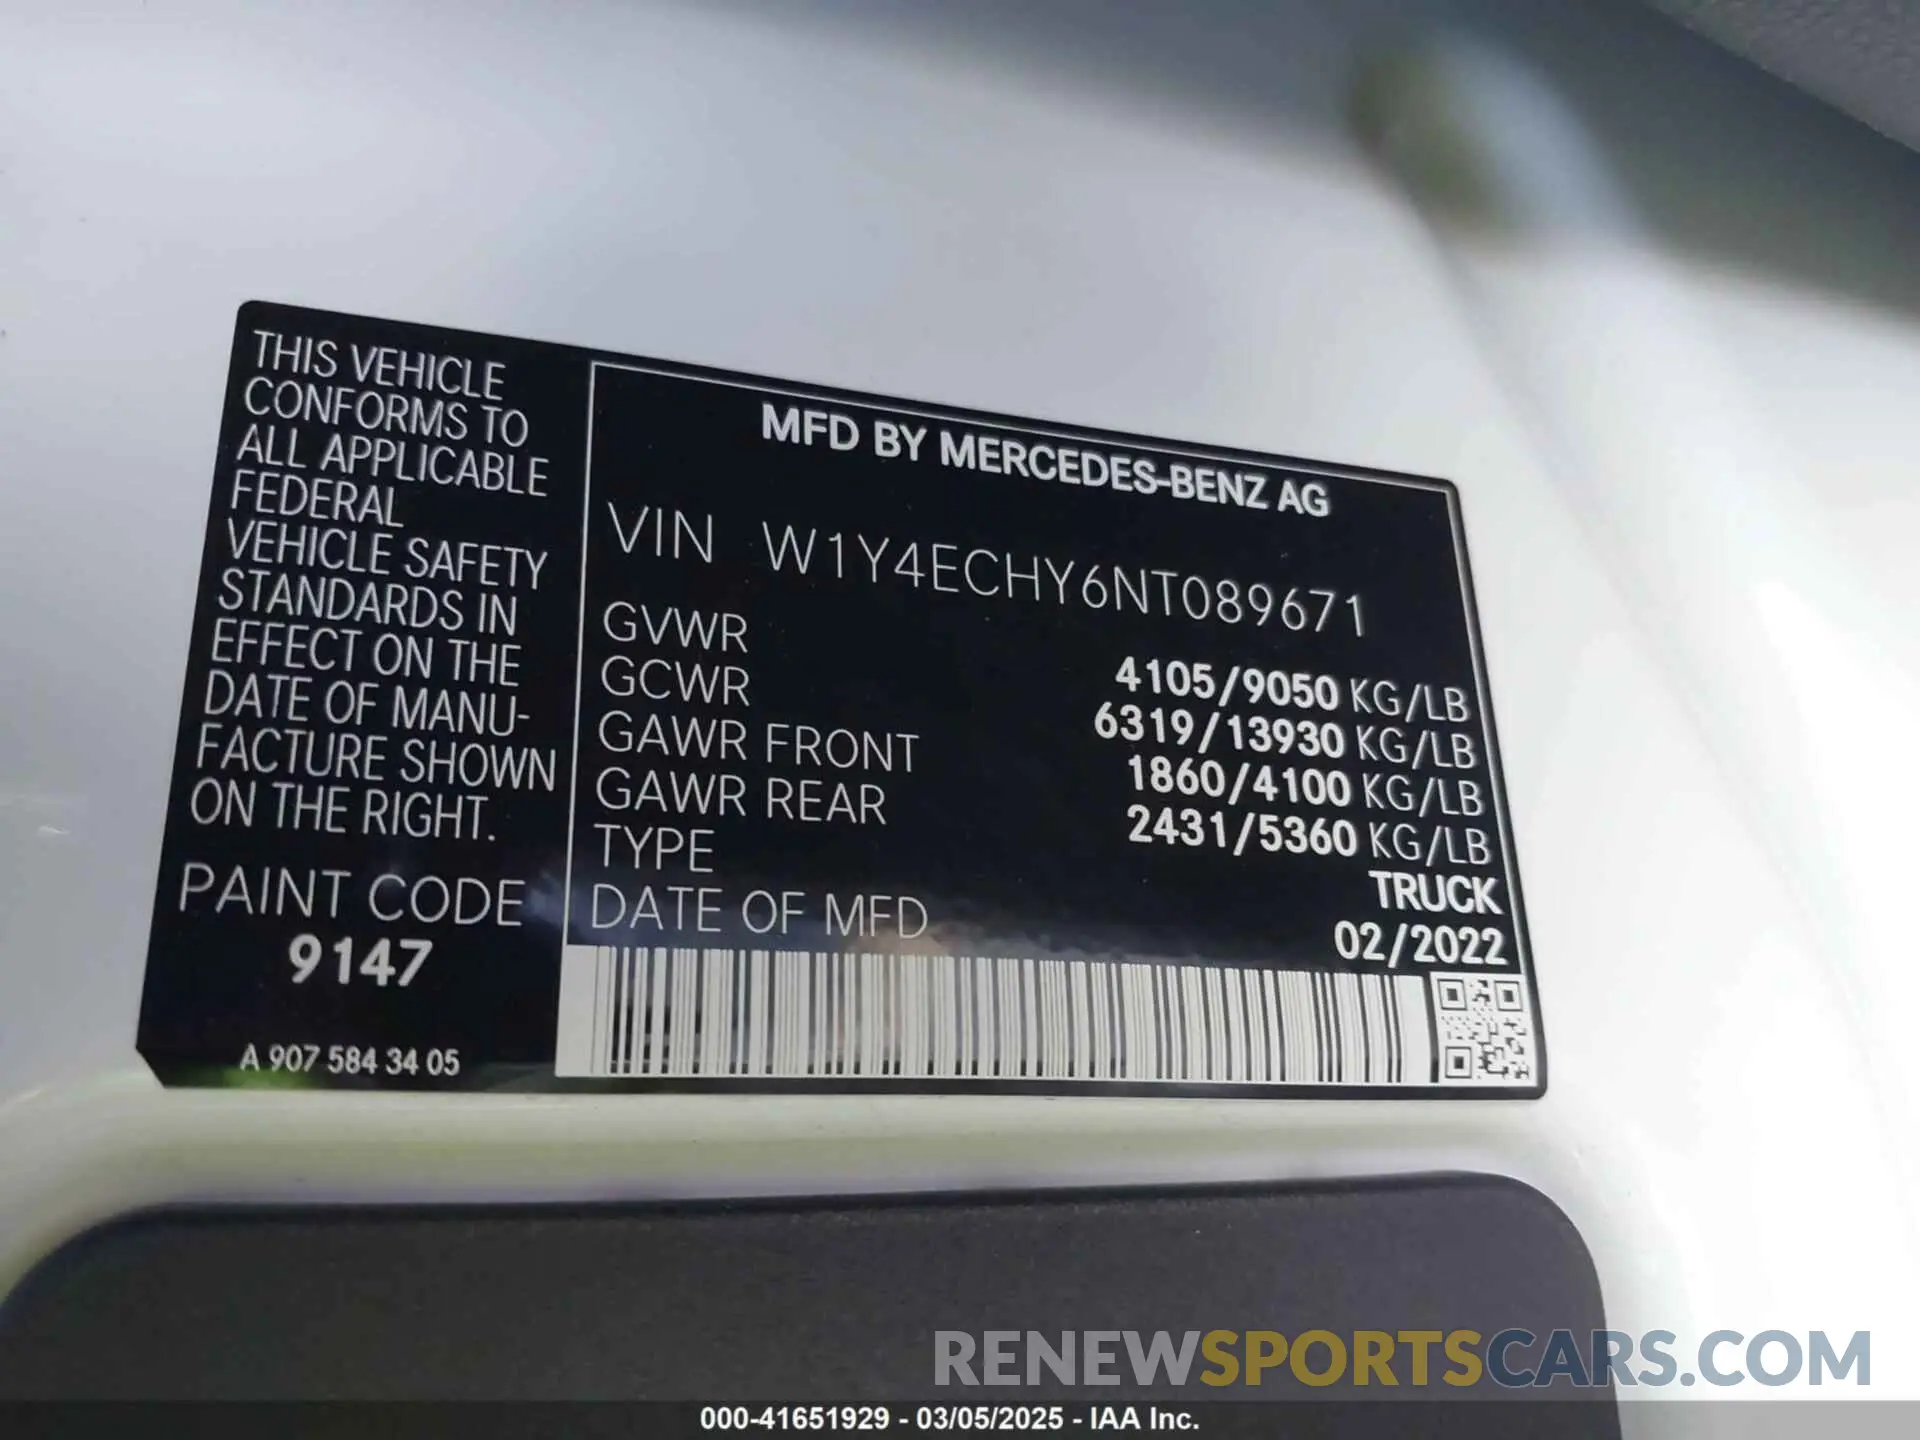 THIS VEHICLE
CONFORMS TO
ALL APPLICABLE
FEDERAL
VEHICLE SAFETY
STANDARDS IN
EFFECT ON THE
DATE OF MANU-
FACTURE SHOWN
ON THE RIGHT.
PAINT CODE
9147
A 907 584 34 05
MFD BY MERCEDES-BENZ AG
VIN W1Y4ECHY6NT089671
GVWR 4105/9050 KG/LB
GCWR 6319/13930 KG/LB
GAWR FRONT 1860/4100 KG/LB
GAWR REAR 2431/5360 KG/LB
TYPE TRUCK
DATE OF MFD 02/2022
RENEWSPORTSCARS.COM
000-41651929 - 03/05/2025 - IAA Inc.